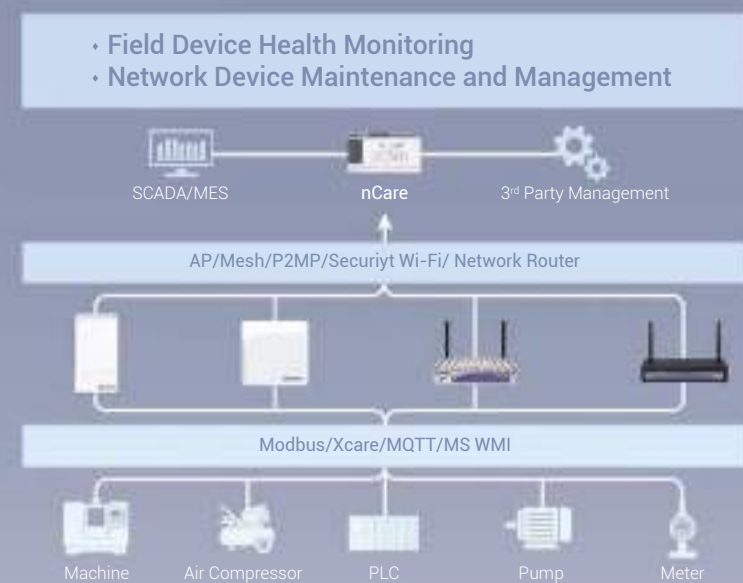 ⬩ Field Device Health Monitoring
⬩ Network Device Maintenance and Management
SCADA/MES nCare 3rd Party Management
AP/Mesh/P2MP/Securiyt Wi-Fi/ Network Router
Modbus/Xcare/MQTT/MS WMI
Machine Air Compressor PLC Pump Meter